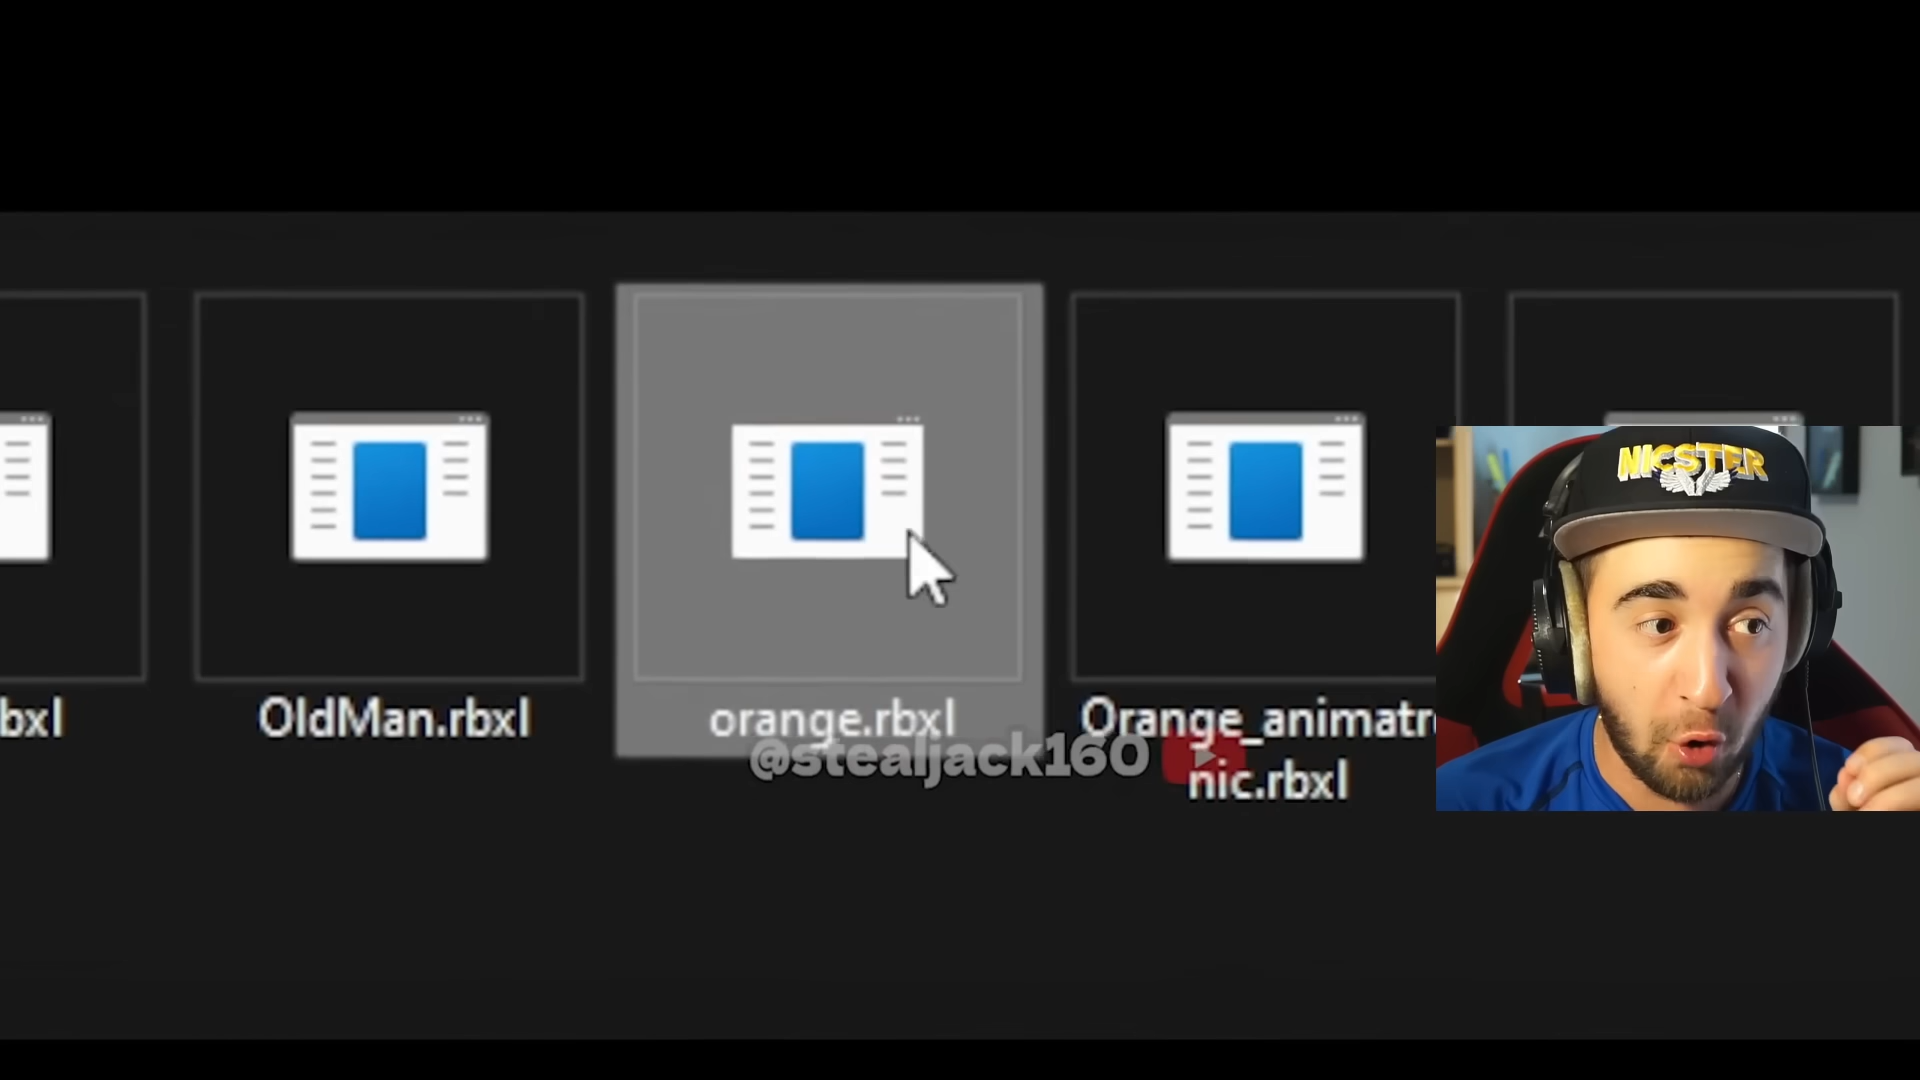 NICSTER
bxl
OldMan.rbxl
orange.rbxl
Orange_animatr
nic.rbxl
@stealjack160